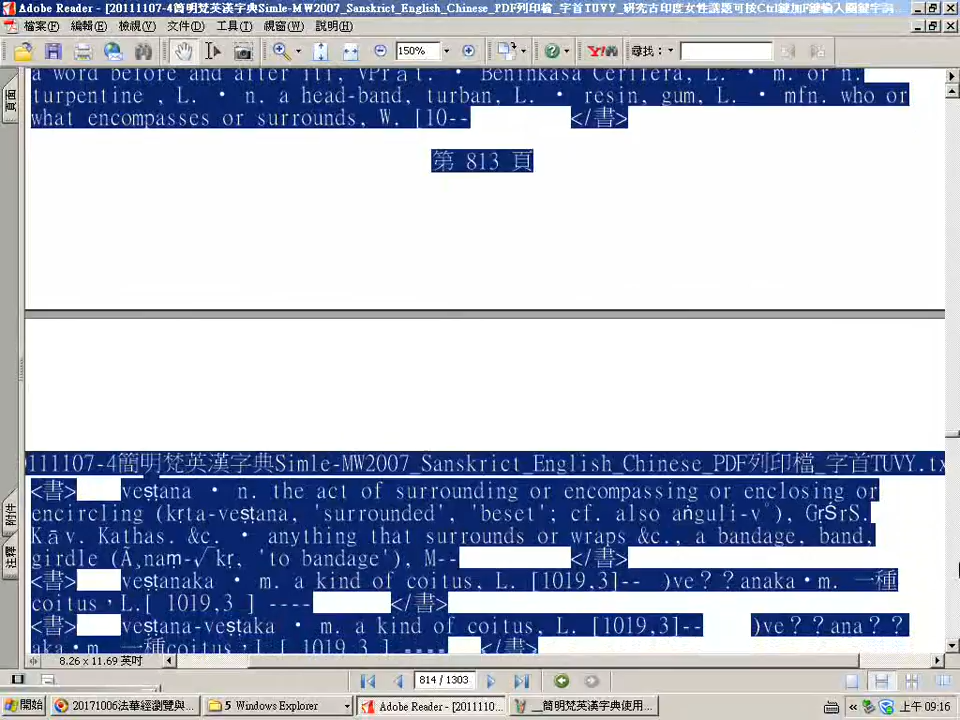 Adobe Reader - [20111107-4簡明梵英漢字典Simle-MW2007_Sanskrict_English_Chinese_PDF列印檔_字首TUVY_研究古印度女性議題可按Ctrl鍵加F鍵輸入關鍵字詞...
檔案(F) 編輯(E) 檢視(V) 文件(D) 工具(T) 視窗(W) 說明(H)
150% 尋找：
頁面
a word before and after iti, VPrāt. • Beninkasa Cerifera, L. • m. or n.
turpentine , L. • n. a head-band, turban, L. • resin, gum, L. • mfn. who or
what encompasses or surrounds, W. [10-- </書>
第 813 頁
0111107-4簡明梵英漢字典Simle-MW2007_Sanskrict_English_Chinese_PDF列印檔_字首TUVY.tx
<書> veṣṭana • n. the act of surrounding or encompassing or enclosing or
encircling (kṛta-veṣṭana, 'surrounded', 'beset'; cf. also aṅguli-v°), GṛŚrS.
Kāv. Kathas. &c. • anything that surrounds or wraps &c., a bandage, band,
girdle (Ā¸naṃ-√kṛ, 'to bandage'), M-- </書>
<書> veṣṭanaka • m. a kind of coitus, L. [1019,3]-- )ve？？anaka•m. 一種
coitus，L.[ 1019,3 ] ---- </書>
<書> veṣṭana-veṣṭaka • m. a kind of coitus, L. [1019,3]-- )ve？？ana？？
aka•m. 一種coitus，L.[ 1019,3 ] ---- </書>
附件
注釋
8.26 x 11.69 英吋
814 / 1303
開始 20171006法華經瀏覽與... 5 Windows Explorer Adobe Reader - [2011110... __簡明梵英漢字典使用... 上午 09:16